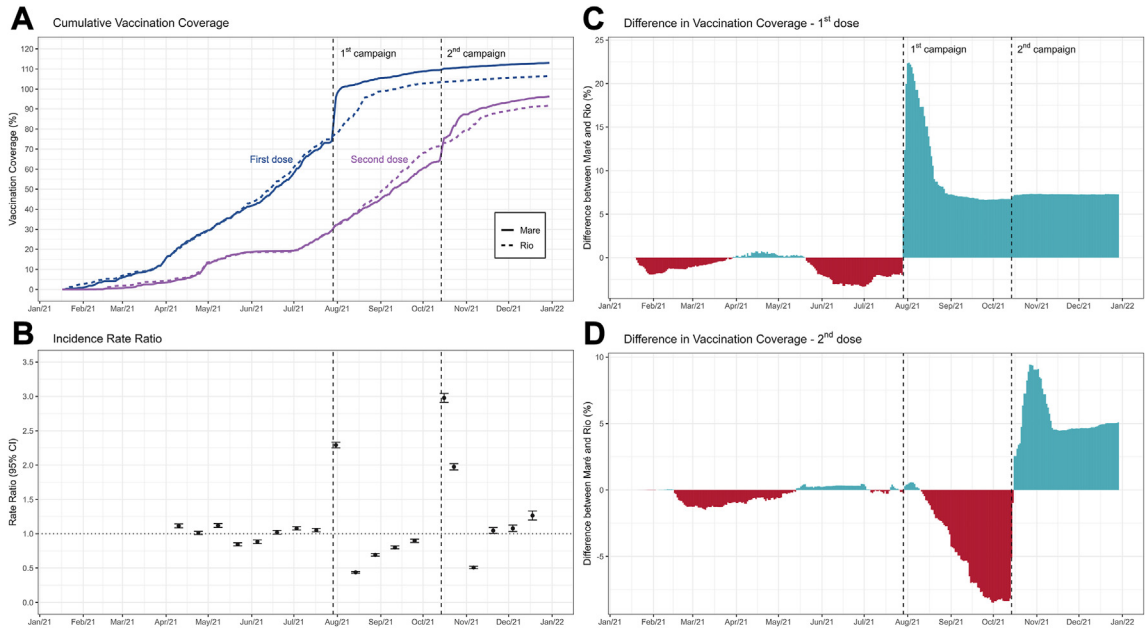 A Cumulative Vaccination Coverage
1st campaign
2nd campaign
Vaccination Coverage (%)
120
110
100
90
80
70
60
50
40
30
20
10
0
First dose
Second dose
Mare
Rio
Jan/21 Feb/21 Mar/21 Apr/21 May/21 Jun/21 Jul/21 Aug/21 Sep/21 Oct/21 Nov/21 Dec/21 Jan/22
B Incidence Rate Ratio
Rate Ratio (95% CI)
3.5
3.0
2.5
2.0
1.5
1.0
0.5
0.0
Jan/21 Feb/21 Mar/21 Apr/21 May/21 Jun/21 Jul/21 Aug/21 Sep/21 Oct/21 Nov/21 Dec/21 Jan/22
C Difference in Vaccination Coverage - 1st dose
1st campaign
2nd campaign
Difference between Maré and Rio (%)
25
20
15
10
5
0
Jan/21 Feb/21 Mar/21 Apr/21 May/21 Jun/21 Jul/21 Aug/21 Sep/21 Oct/21 Nov/21 Dec/21 Jan/22
D Difference in Vaccination Coverage - 2nd dose
Difference between Maré and Rio (%)
10
5
0
-5
Jan/21 Feb/21 Mar/21 Apr/21 May/21 Jun/21 Jul/21 Aug/21 Sep/21 Oct/21 Nov/21 Dec/21 Jan/22